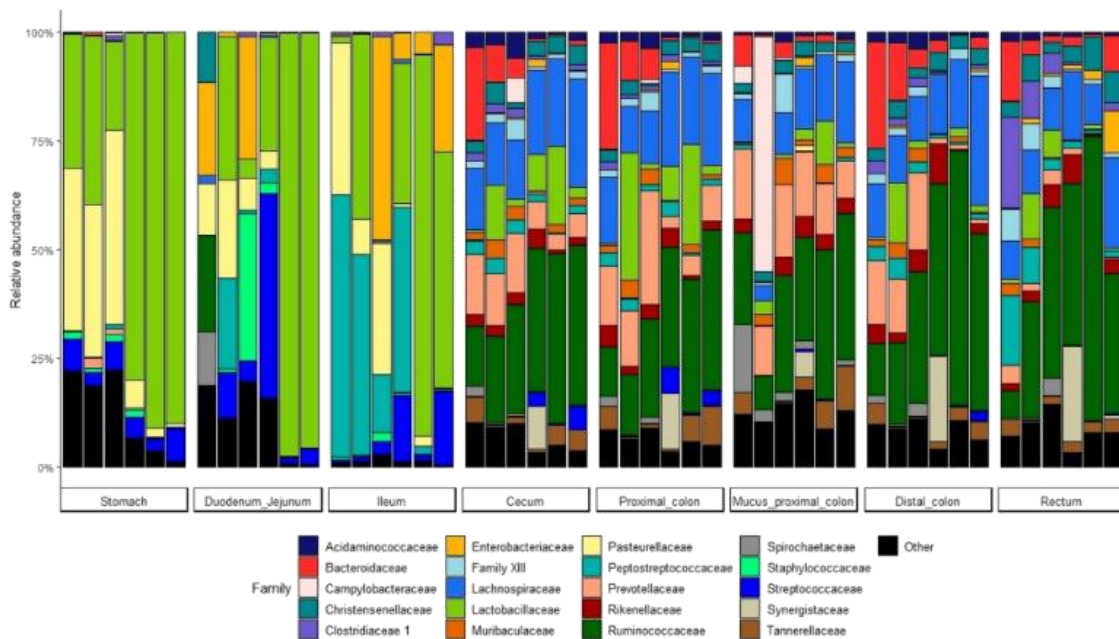 100%
75%
50%
25%
0%
Relative abundance
Stomach Duodenum_Jejunum Ileum Cecum Proximal_colon Mucus_proximal_colon Distal_colon Rectum
Family
Acidaminococcaceae Enterobacteriaceae Pasteurellaceae Spirochaetaceae Other
Bacteroidaceae Family XIII Peptostreptococcaceae Staphylococcaceae
Campylobacteraceae Lachnospiraceae Prevotellaceae Streptococcaceae
Christensenellaceae Lactobacillaceae Rikenellaceae Synergistaceae
Clostridiaceae 1 Muribaculaceae Ruminococcaceae Tannerellaceae